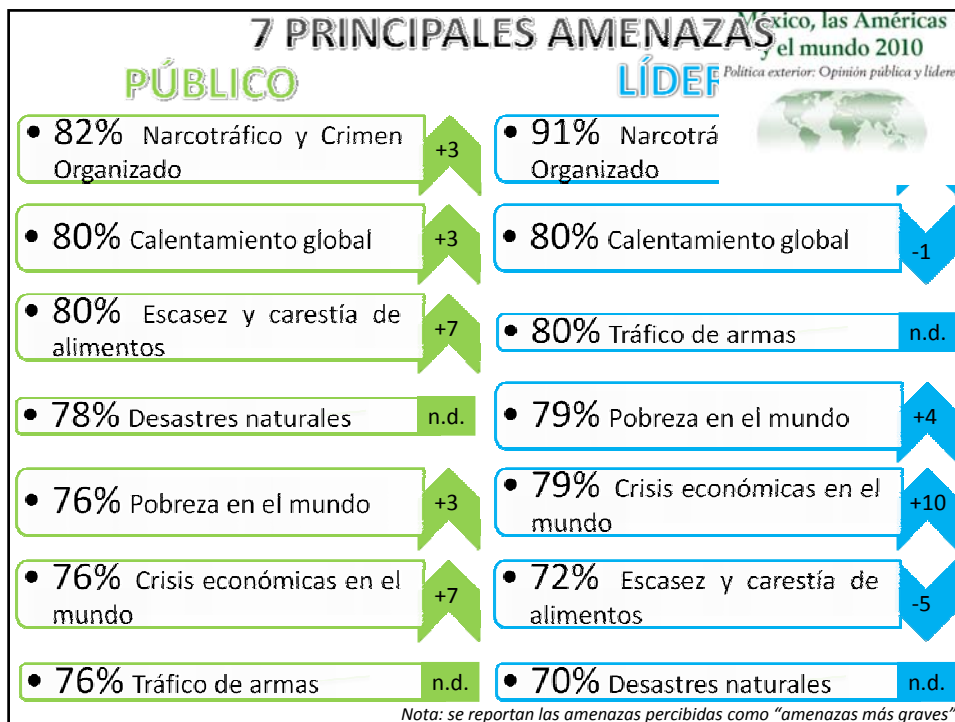 7 PRINCIPALES AMENAZAS
México, las Américas
y el mundo 2010
Política exterior: Opinión pública y lídere
PÚBLICO
• 82% Narcotráfico y Crimen
Organizado
+3
• 80% Calentamiento global
+3
• 80% Escasez y carestía de
alimentos
+7
• 78% Desastres naturales
n.d.
• 76% Pobreza en el mundo
+3
• 76% Crisis económicas en el
mundo
+7
• 76% Tráfico de armas
n.d.
LÍDER
• 91% Narcotrá
Organizado
• 80% Calentamiento global
-1
• 80% Tráfico de armas
n.d.
• 79% Pobreza en el mundo
+4
• 79% Crisis económicas en el
mundo
+10
• 72% Escasez y carestía de
alimentos
-5
• 70% Desastres naturales
n.d.
Nota: se reportan las amenazas percibidas como “amenazas más graves”